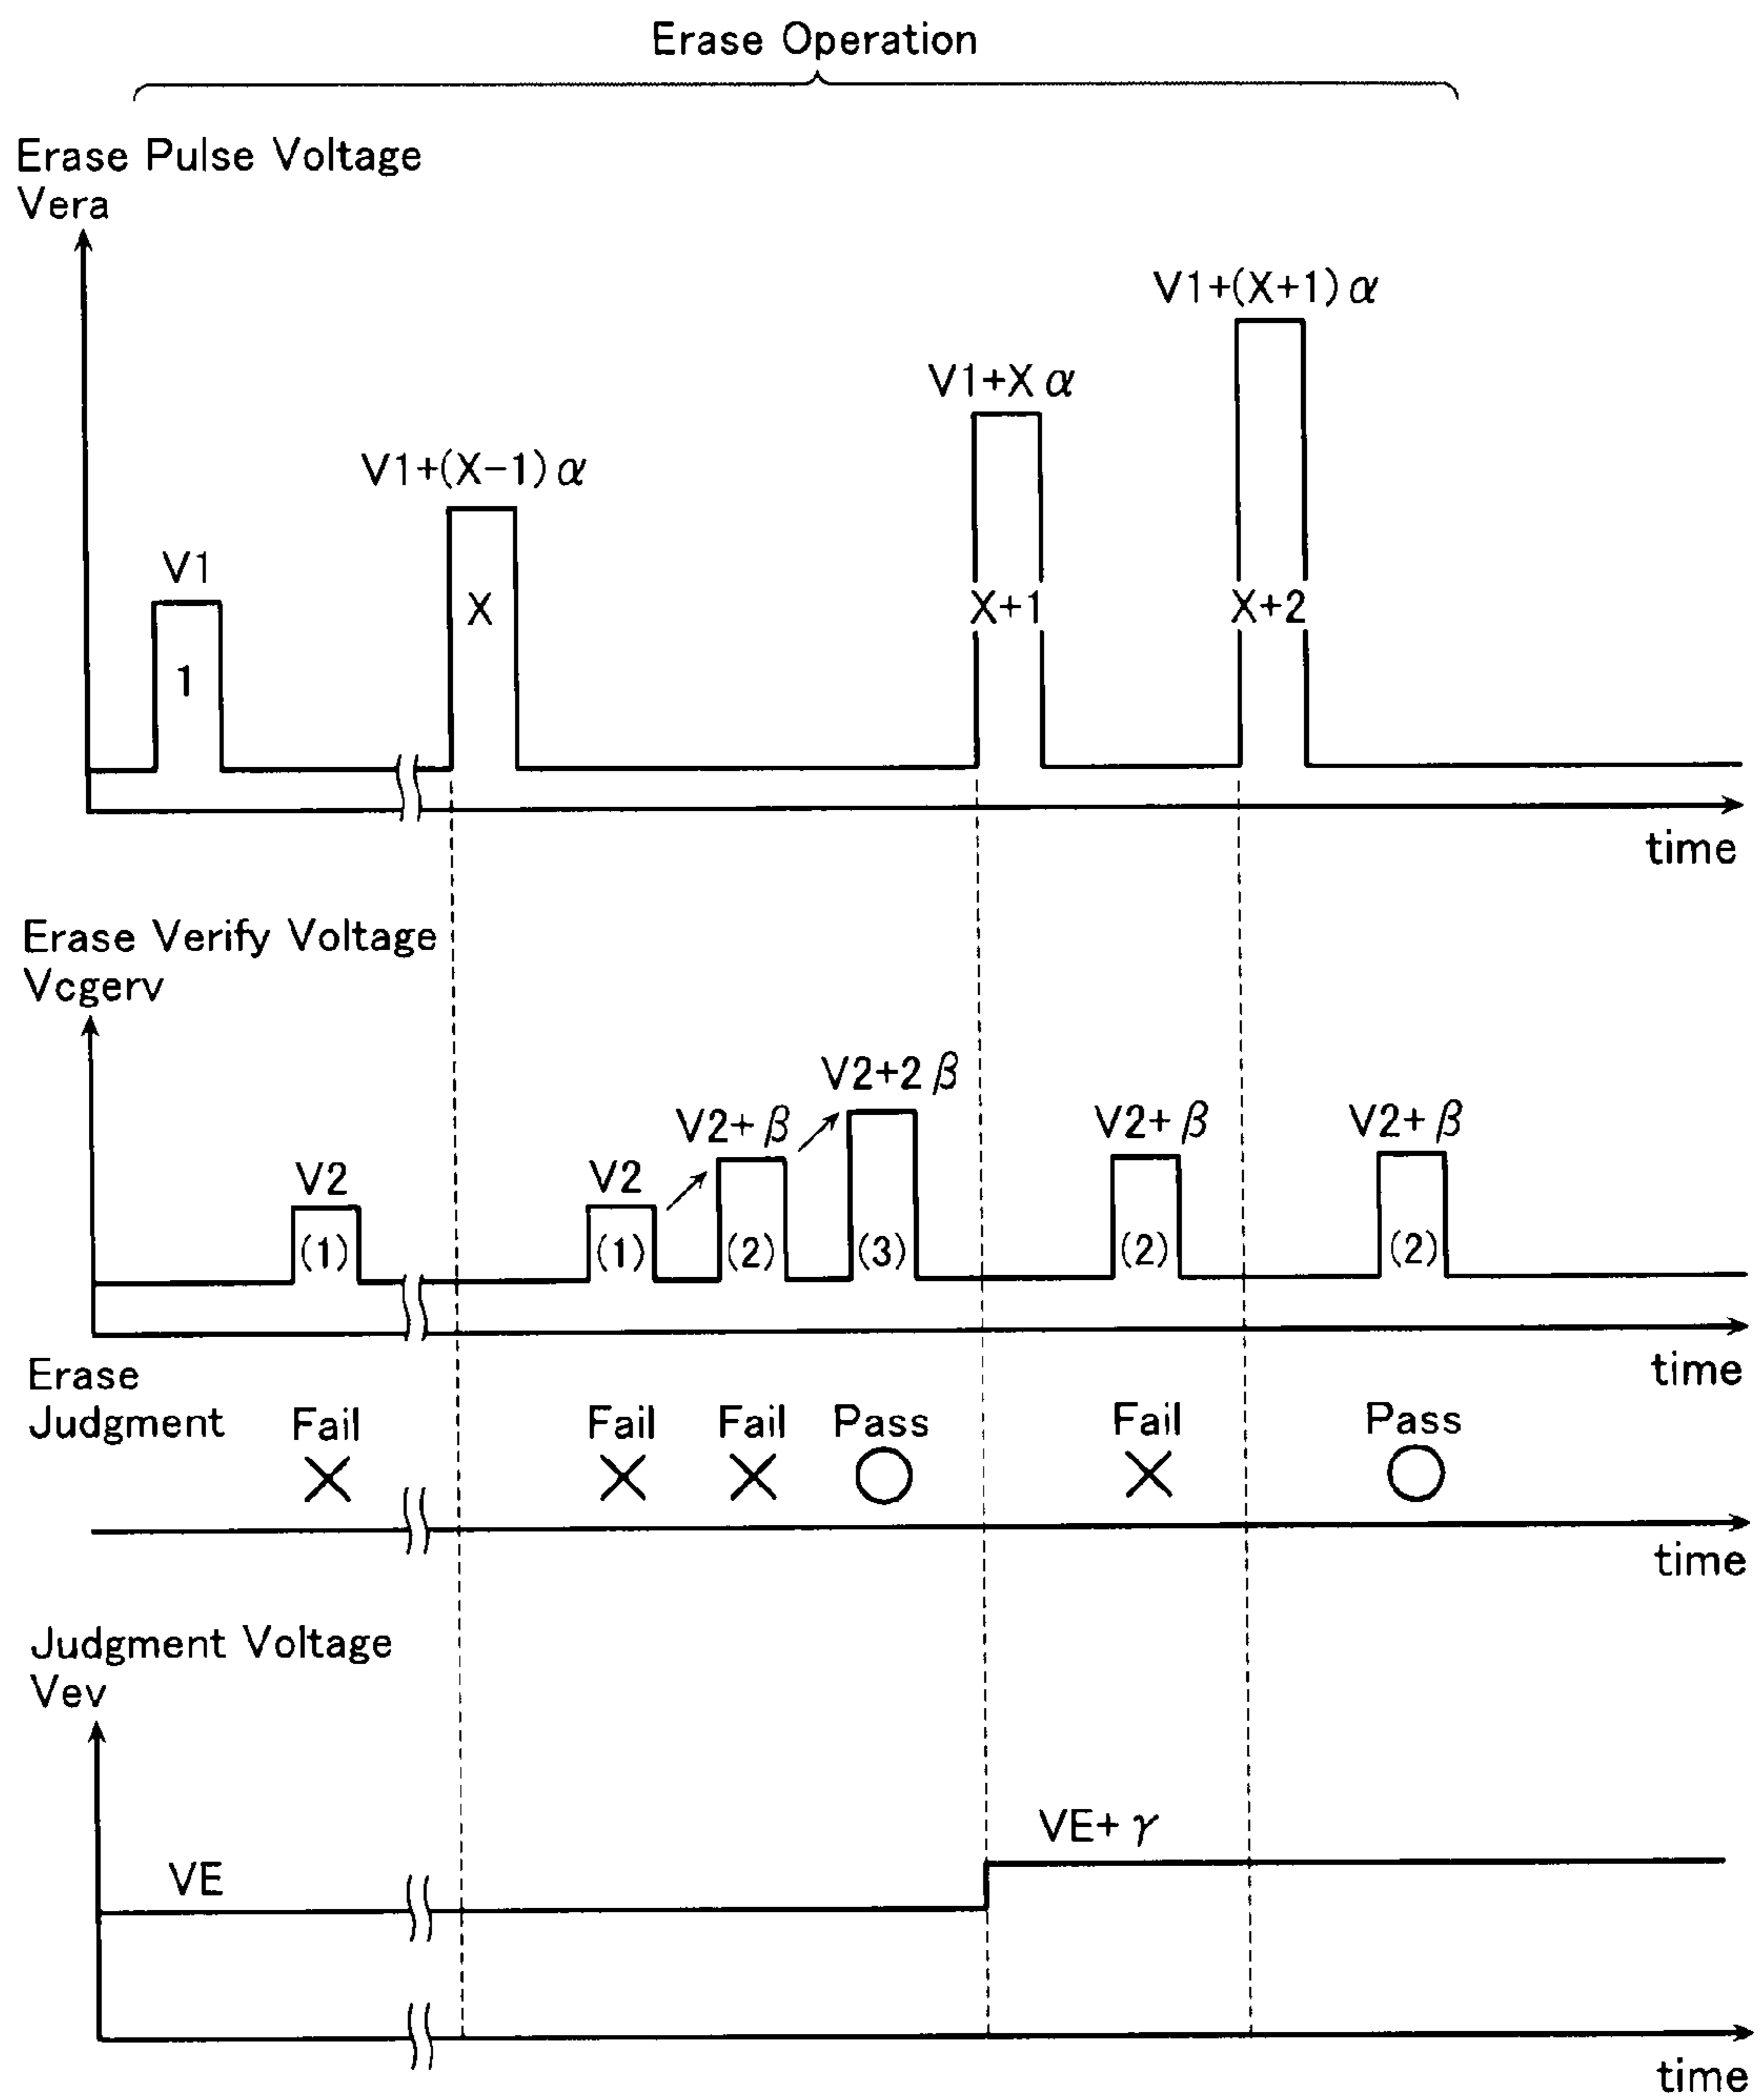 Erase Operation
Erase Pulse Voltage
Vera
V1+(X+1)α
V1+Xα
V1+(X-1)α
V1
X
X+1
X+2
1
time
Erase Verify Voltage
Vcgerv
V2+2β
V2+β
V2+β
V2+β
V2
V2
(1)
(1)
(2)
(3)
(2)
(2)
time
Erase
Judgment
Fail
Fail
Fail
Pass
Fail
Pass
time
Judgment Voltage
Vev
VE+γ
VE
time